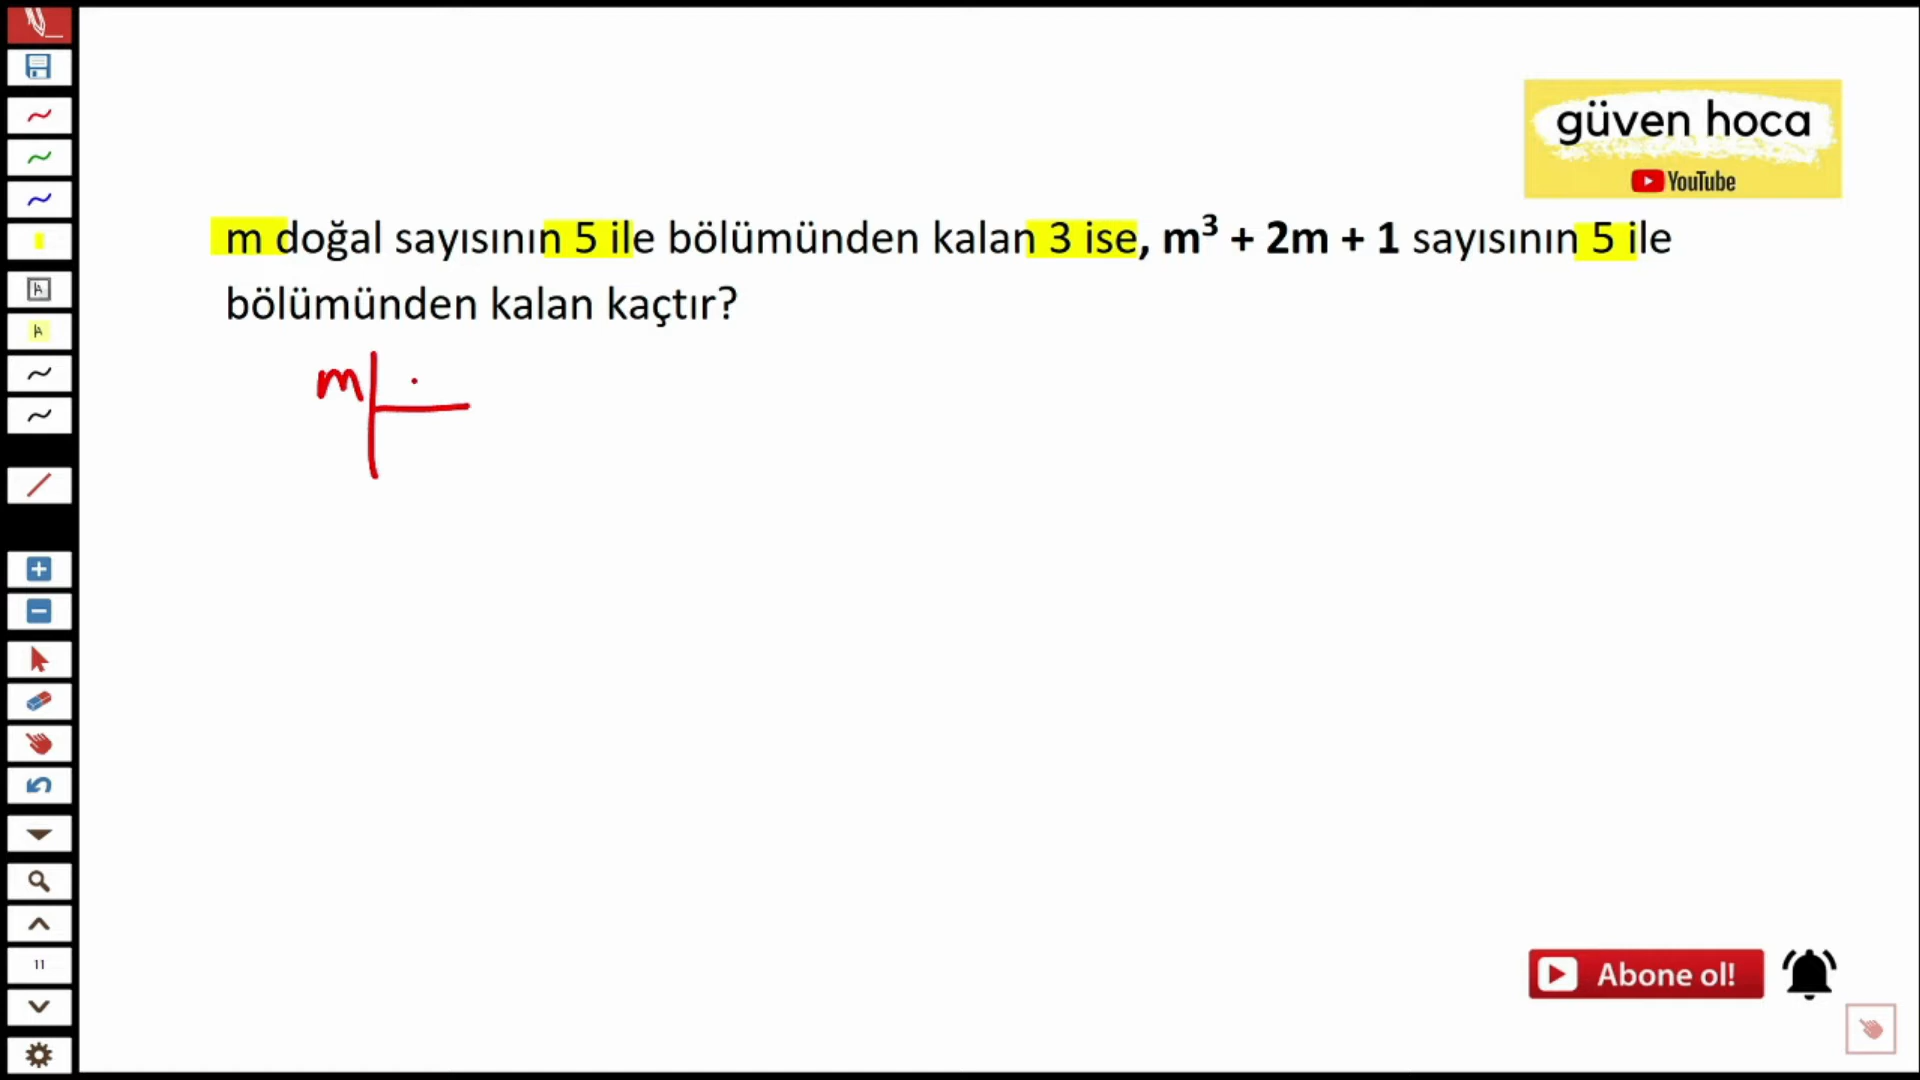 güven hoca
YouTube
m doğal sayısının 5 ile bölümünden kalan 3 ise, m³ + 2m + 1 sayısının 5 ile
bölümünden kalan kaçtır?
m
11
Abone ol!